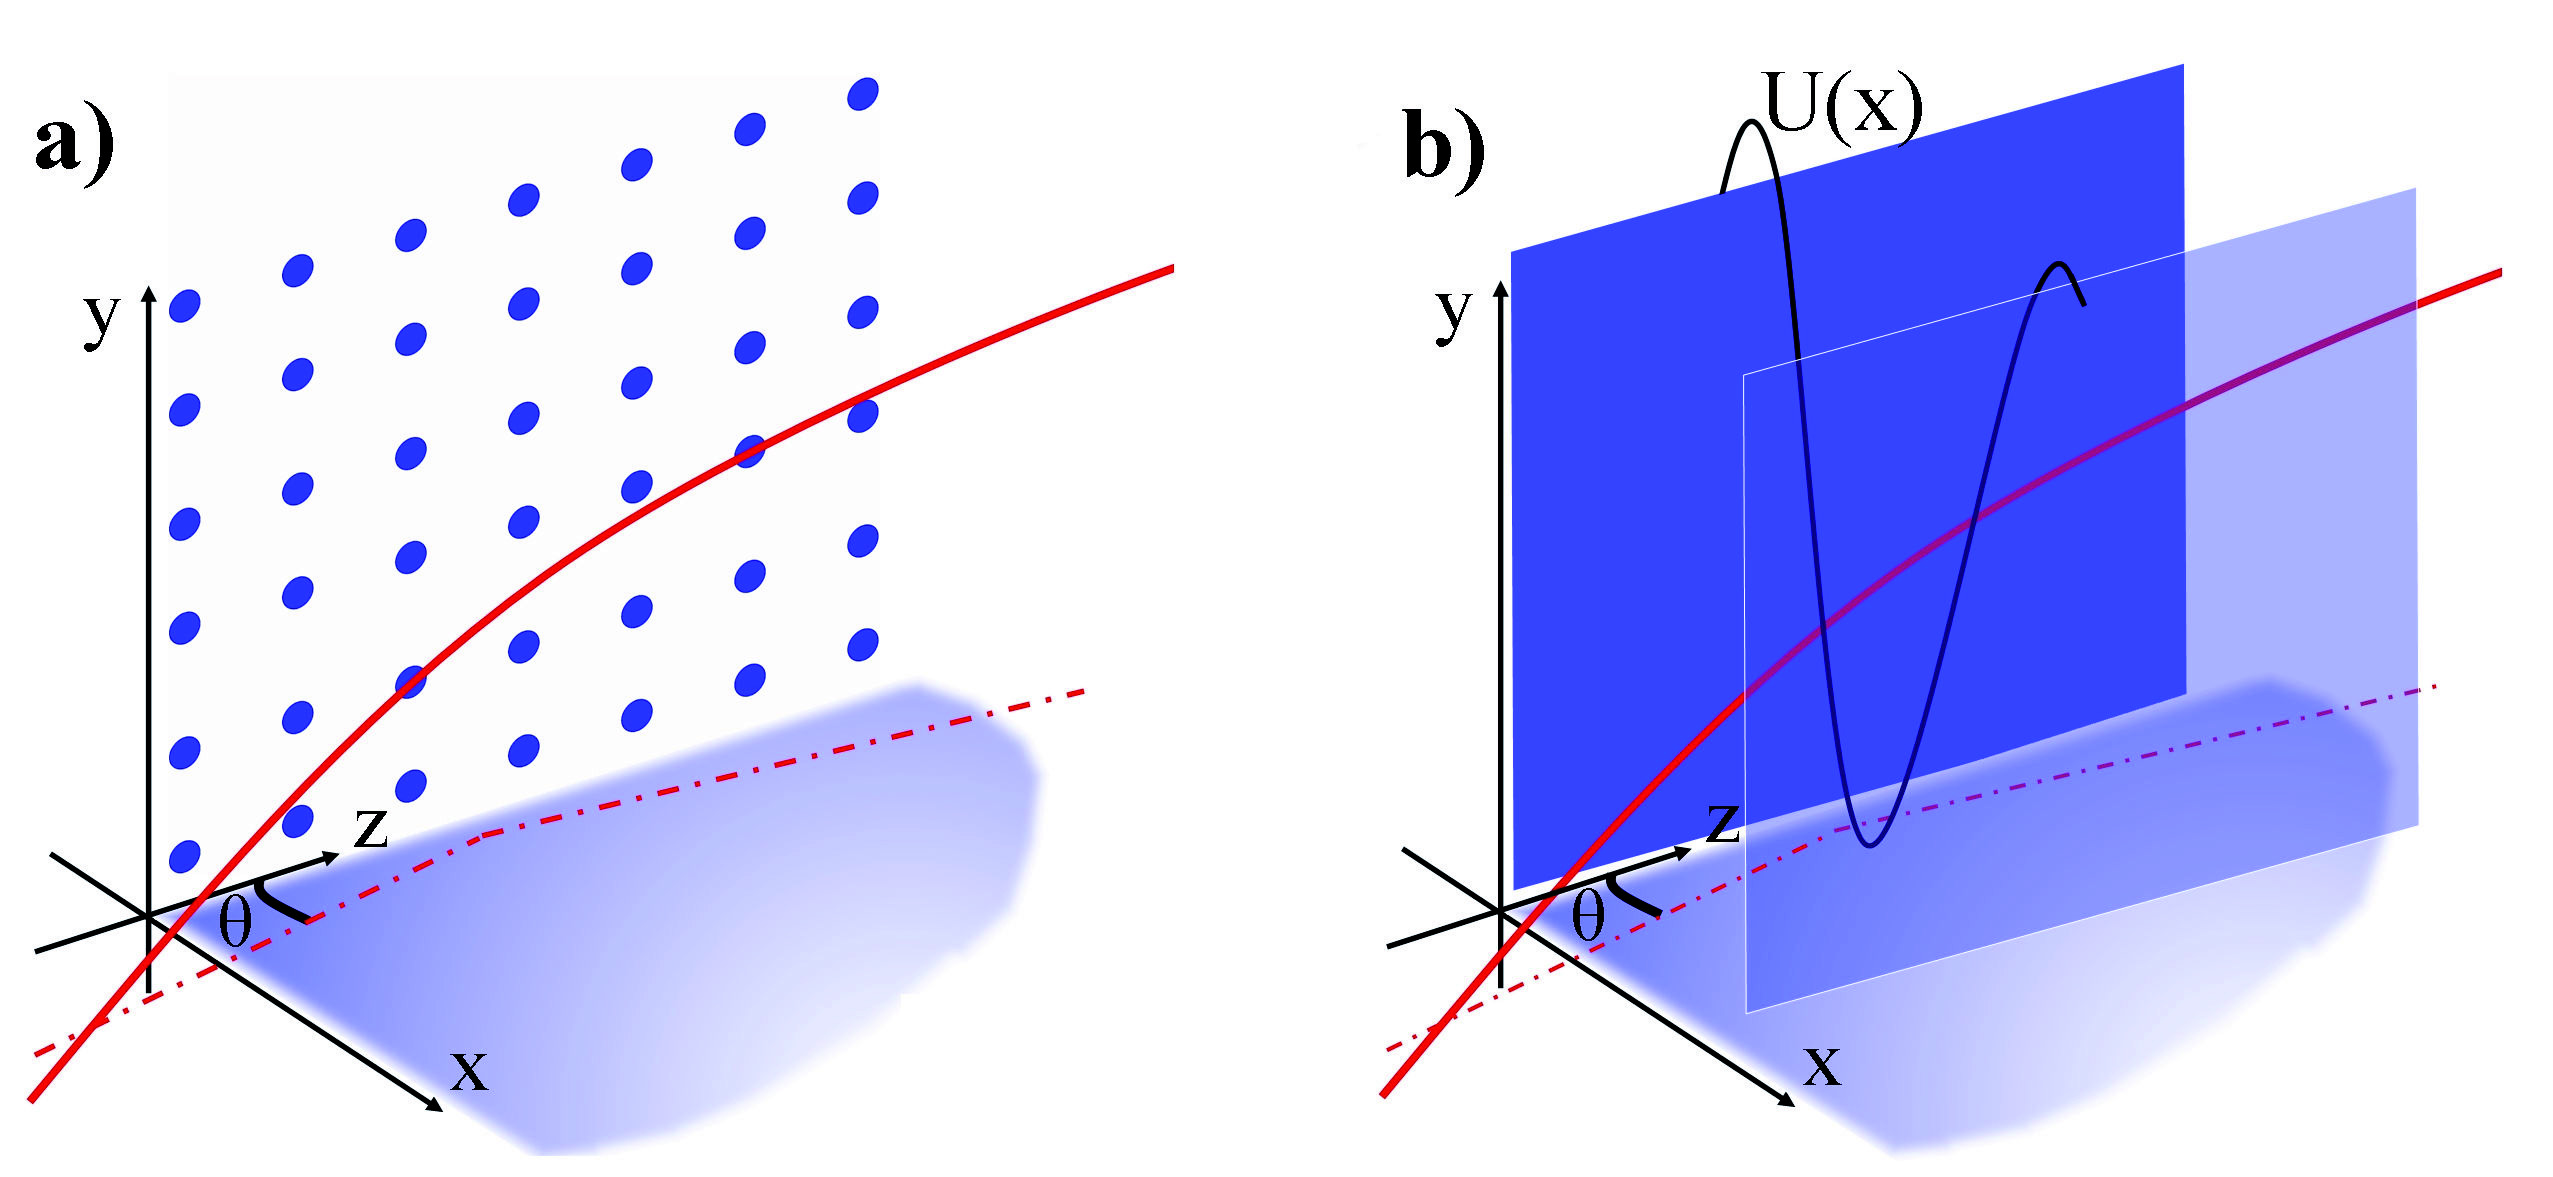 a)
y
z
θ
x
b)
U(x)
y
z
θ
x